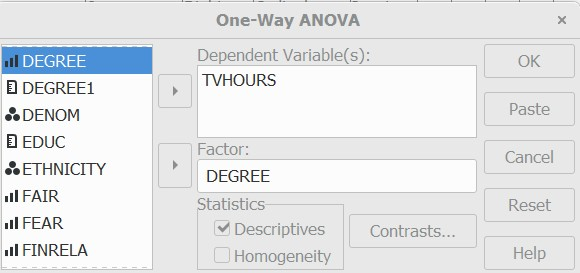 One-Way ANOVA
×
DEGREE
DEGREE1
DENOM
EDUC
ETHNICITY
FAIR
FEAR
FINRELA
Dependent Variable(s):
TVHOURS
Factor:
DEGREE
Statistics
Descriptives
Homogeneity
Contrasts...
OK
Paste
Cancel
Reset
Help